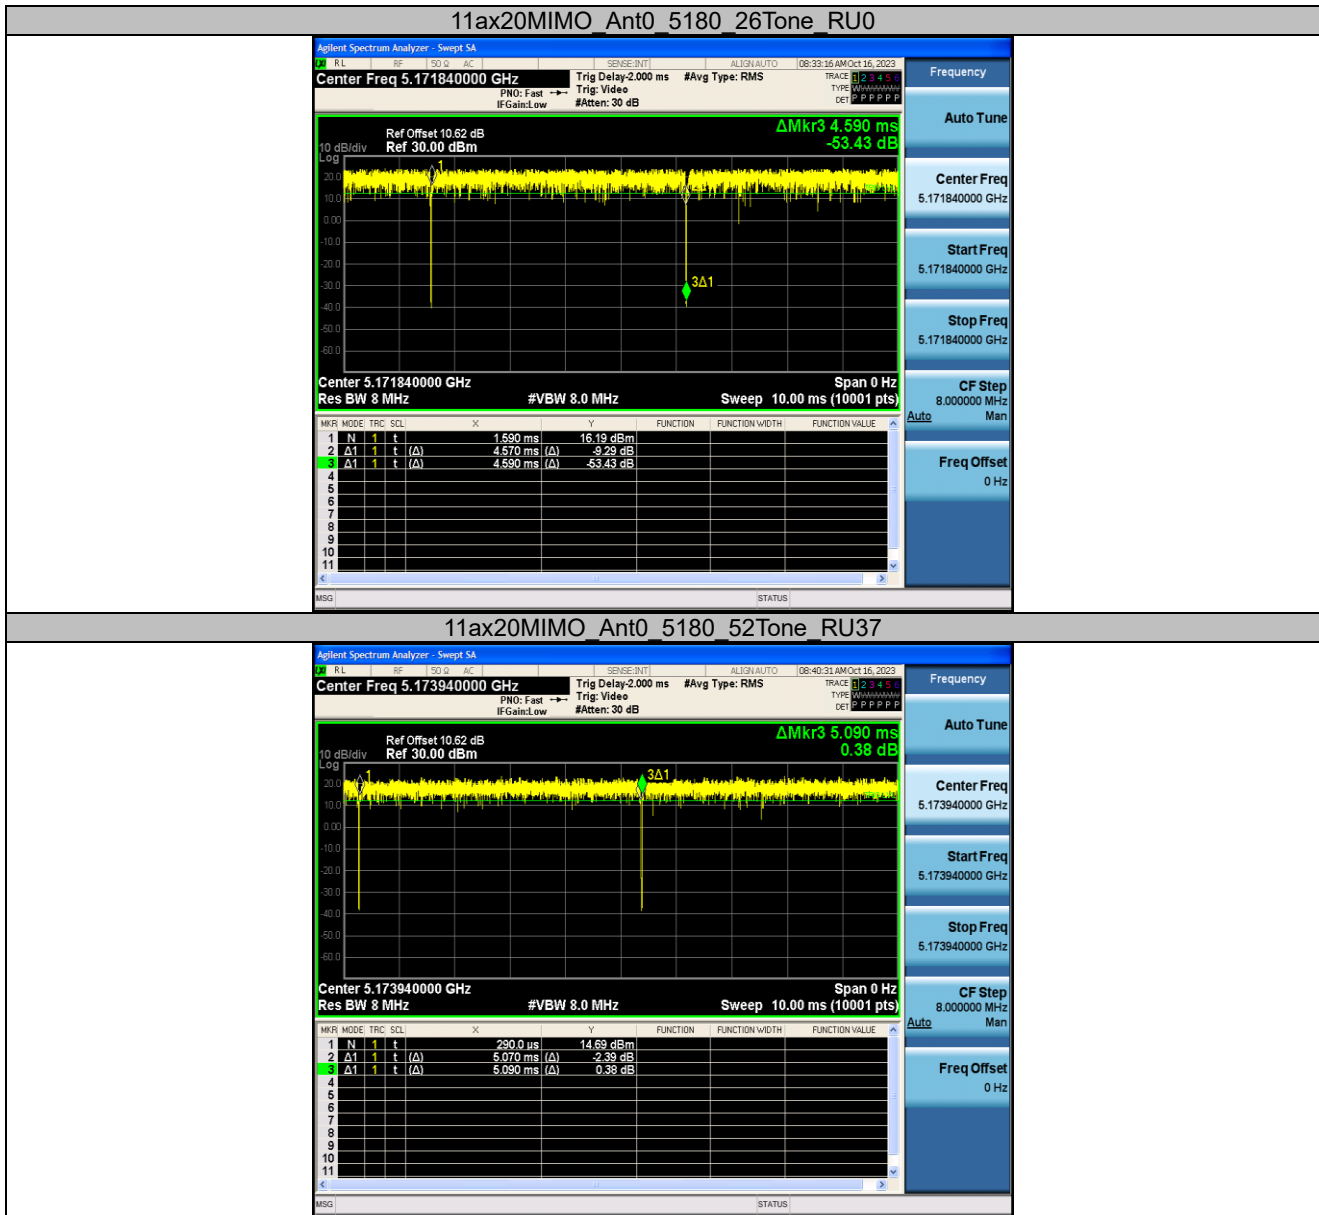 11ax20MIMO_Ant0_5180_26Tone_RU0
Agilent Spectrum Analyzer - Swept SA
RL RF 50 Ω AC SENSE:INT ALIGN AUTO 08:33:16 AM Oct 16, 2023
Center Freq 5.171840000 GHz
PNO: Fast
IFGain:Low
Trig Delay-2.000 ms
Trig: Video
#Atten: 30 dB
#Avg Type: RMS
TRACE 1 2 3 4 5 6
TYPE
DET P P P P P P
Frequency
Auto Tune
Center Freq
5.171840000 GHz
Start Freq
5.171840000 GHz
Stop Freq
5.171840000 GHz
CF Step
8.000000 MHz
Auto Man
Freq Offset
0 Hz
ΔMkr3 4.590 ms
-53.43 dB
Ref Offset 10.62 dB
10 dB/div Ref 30.00 dBm
Log
1
20.0
10.0
0.00
-10.0
-20.0
-30.0
3Δ1
-40.0
-50.0
-60.0
Center 5.171840000 GHz Span 0 Hz
Res BW 8 MHz #VBW 8.0 MHz Sweep 10.00 ms (10001 pts)
MKR MODE TRC SCL X Y FUNCTION FUNCTION WIDTH FUNCTION VALUE
1 N 1 t 1.590 ms 16.19 dBm
2 Δ1 1 t (Δ) 4.570 ms (Δ) -9.29 dB
3 Δ1 1 t (Δ) 4.590 ms (Δ) -53.43 dB
4
5
6
7
8
9
10
11
MSG STATUS
11ax20MIMO_Ant0_5180_52Tone_RU37
Agilent Spectrum Analyzer - Swept SA
RL RF 50 Ω AC SENSE:INT ALIGN AUTO 08:40:31 AM Oct 16, 2023
Center Freq 5.173940000 GHz
PNO: Fast
IFGain:Low
Trig Delay-2.000 ms
Trig: Video
#Atten: 30 dB
#Avg Type: RMS
TRACE 1 2 3 4 5 6
TYPE
DET P P P P P P
Frequency
Auto Tune
Center Freq
5.173940000 GHz
Start Freq
5.173940000 GHz
Stop Freq
5.173940000 GHz
CF Step
8.000000 MHz
Auto Man
Freq Offset
0 Hz
ΔMkr3 5.090 ms
0.38 dB
Ref Offset 10.62 dB
10 dB/div Ref 30.00 dBm
Log
1
3Δ1
20.0
10.0
0.00
-10.0
-20.0
-30.0
-40.0
-50.0
-60.0
Center 5.173940000 GHz Span 0 Hz
Res BW 8 MHz #VBW 8.0 MHz Sweep 10.00 ms (10001 pts)
MKR MODE TRC SCL X Y FUNCTION FUNCTION WIDTH FUNCTION VALUE
1 N 1 t 290.0 µs 14.69 dBm
2 Δ1 1 t (Δ) 5.070 ms (Δ) -2.39 dB
3 Δ1 1 t (Δ) 5.090 ms (Δ) 0.38 dB
4
5
6
7
8
9
10
11
MSG STATUS